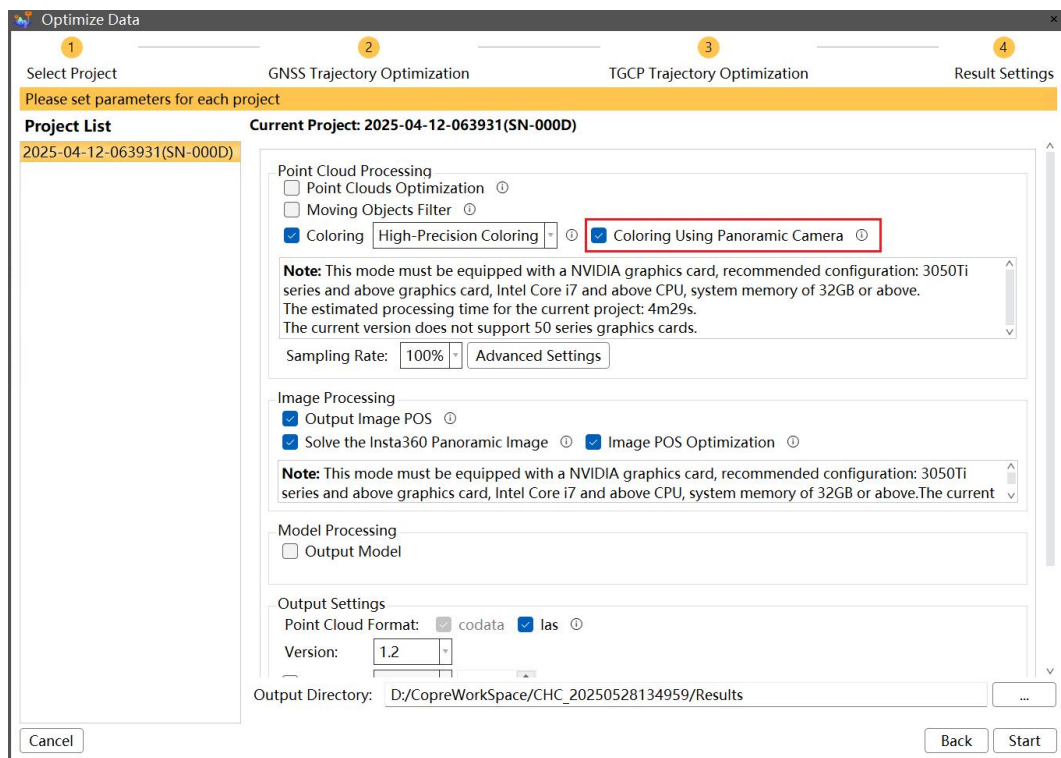 Optimize Data
×
1
2
3
4
Select Project
GNSS Trajectory Optimization
TGCP Trajectory Optimization
Result Settings
Please set parameters for each project
Project List
Current Project: 2025-04-12-063931(SN-000D)
2025-04-12-063931(SN-000D)
Point Cloud Processing
Point Clouds Optimization
Moving Objects Filter
Coloring High-Precision Coloring Coloring Using Panoramic Camera
Note: This mode must be equipped with a NVIDIA graphics card, recommended configuration: 3050Ti
series and above graphics card, Intel Core i7 and above CPU, system memory of 32GB or above.
The estimated processing time for the current project: 4m29s.
The current version does not support 50 series graphics cards.
Sampling Rate: 100% Advanced Settings
Image Processing
Output Image POS
Solve the Insta360 Panoramic Image Image POS Optimization
Note: This mode must be equipped with a NVIDIA graphics card, recommended configuration: 3050Ti
series and above graphics card, Intel Core i7 and above CPU, system memory of 32GB or above.The current
Model Processing
Output Model
Output Settings
Point Cloud Format: codata las
Version: 1.2
Output Directory: D:/CopreWorkSpace/CHC_20250528134959/Results ...
Cancel
Back
Start